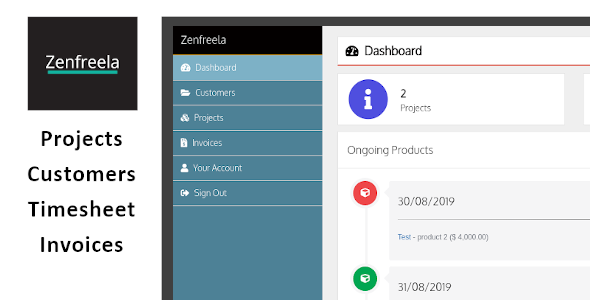 Zenfreela
Projects
Customers
Timesheet
Invoices
Zenfreela
Dashboard
Customers
Projects
Invoices
Your Account
Sign Out
Dashboard
2
Projects
Ongoing Products
30/08/2019
Test - product 2 ($ 4,000.00)
31/08/2019